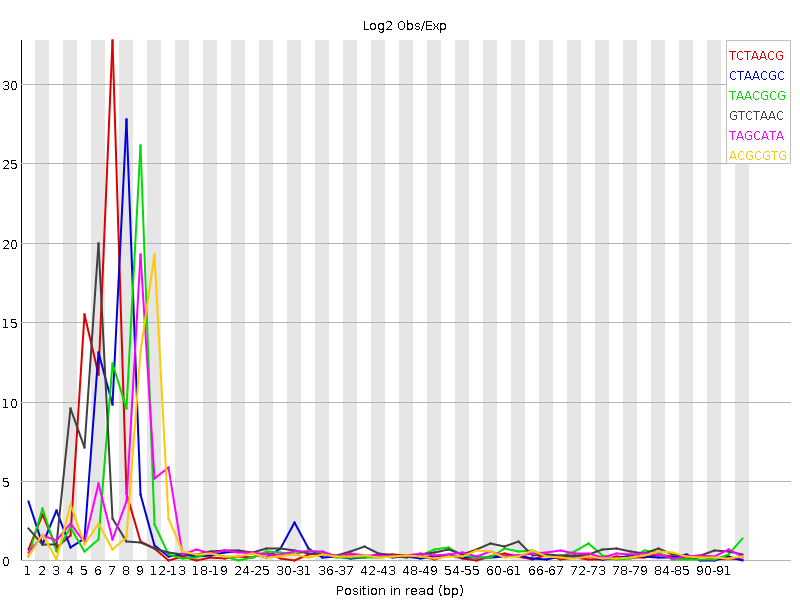 Log2 Obs/Exp
TCTAACG
CTAACGC
TAACGCG
GTCTAAC
TAGCATA
ACGCGTG
30
25
20
15
10
5
0
1 2 3 4 5 6 7 8 9 12-13 18-19 24-25 30-31 36-37 42-43 48-49 54-55 60-61 66-67 72-73 78-79 84-85 90-91
Position in read (bp)